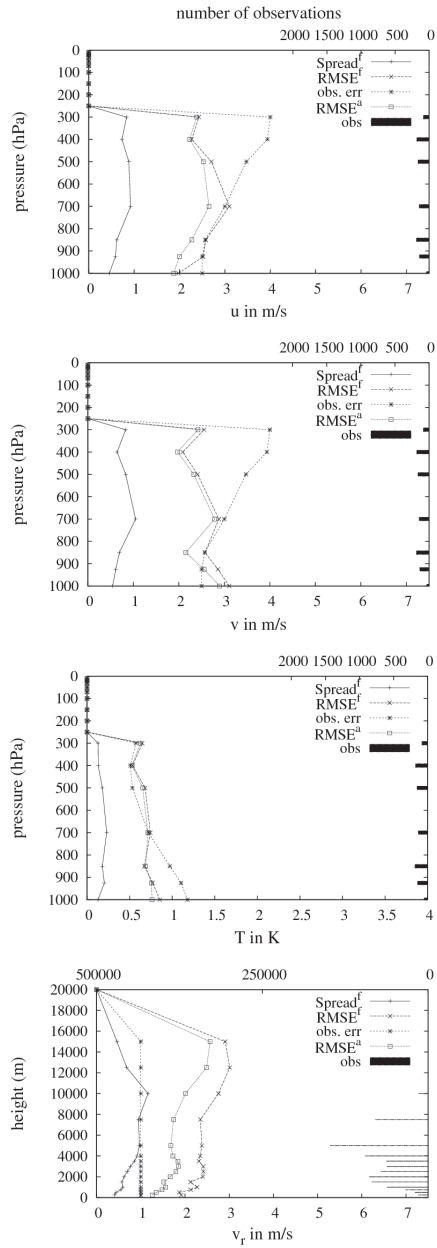 number of observations
2000 1500 1000 500 0
0
100
200
300
400
500
600
700
800
900
1000
pressure (hPa)
Spread^f
RMSE^f
obs. err
RMSE^a
obs
0 1 2 3 4 5 6 7
u in m/s
2000 1500 1000 500 0
0
100
200
300
400
500
600
700
800
900
1000
pressure (hPa)
Spread^f
RMSE^f
obs. err
RMSE^a
obs
0 1 2 3 4 5 6 7
v in m/s
2000 1500 1000 500 0
0
100
200
300
400
500
600
700
800
900
1000
pressure (hPa)
Spread^f
RMSE^f
obs. err
RMSE^a
obs
0 0.5 1 1.5 2 2.5 3 3.5 4
T in K
500000 250000 0
20000
18000
16000
14000
12000
10000
8000
6000
4000
2000
0
height (m)
Spread^f
RMSE^f
obs. err
RMSE^a
obs
0 1 2 3 4 5 6 7
v_r in m/s